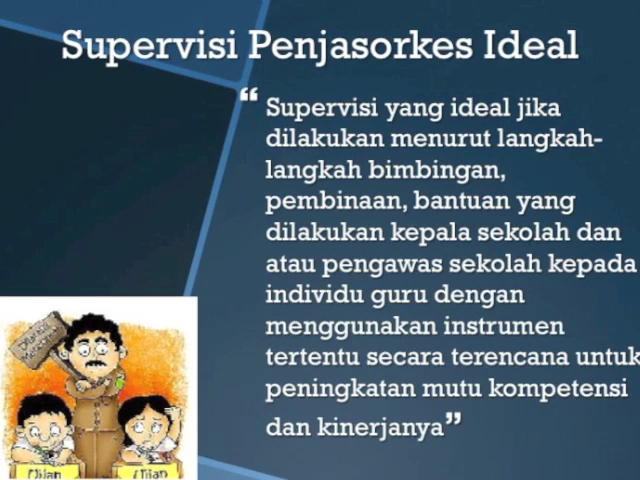 Supervisi Penjasorkes Ideal
“ Supervisi yang ideal jika
dilakukan menurut langkah-
langkah bimbingan,
pembinaan, bantuan yang
dilakukan kepala sekolah dan
atau pengawas sekolah kepada
individu guru dengan
menggunakan instrumen
tertentu secara terencana untuk
peningkatan mutu kompetensi
dan kinerjanya”
Ujian
Ujian